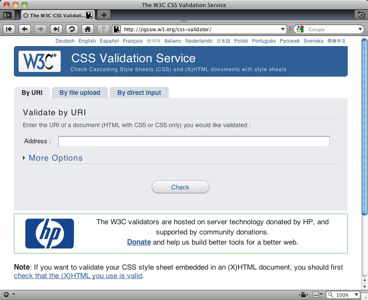 The W3C CSS Validation Service
The W3C CSS Validati...
http://jigsaw.w3.org/css-validator/
Google
Deutsch English Español Français 한국어 Italiano Nederlands 日本語 Polski Português Русский Svenska 简体中文
W3C® CSS Validation Service
Check Cascading Style Sheets (CSS) and (X)HTML documents with style sheets
By URI By file upload By direct input
Validate by URI
Enter the URI of a document (HTML with CSS or CSS only) you would like validated :
Address :
More Options
Check
hp
The W3C validators are hosted on server technology donated by HP, and
supported by community donations.
Donate and help us build better tools for a better web.
Note: If you want to validate your CSS style sheet embedded in an (X)HTML document, you should first
check that the (X)HTML you use is valid.
100%